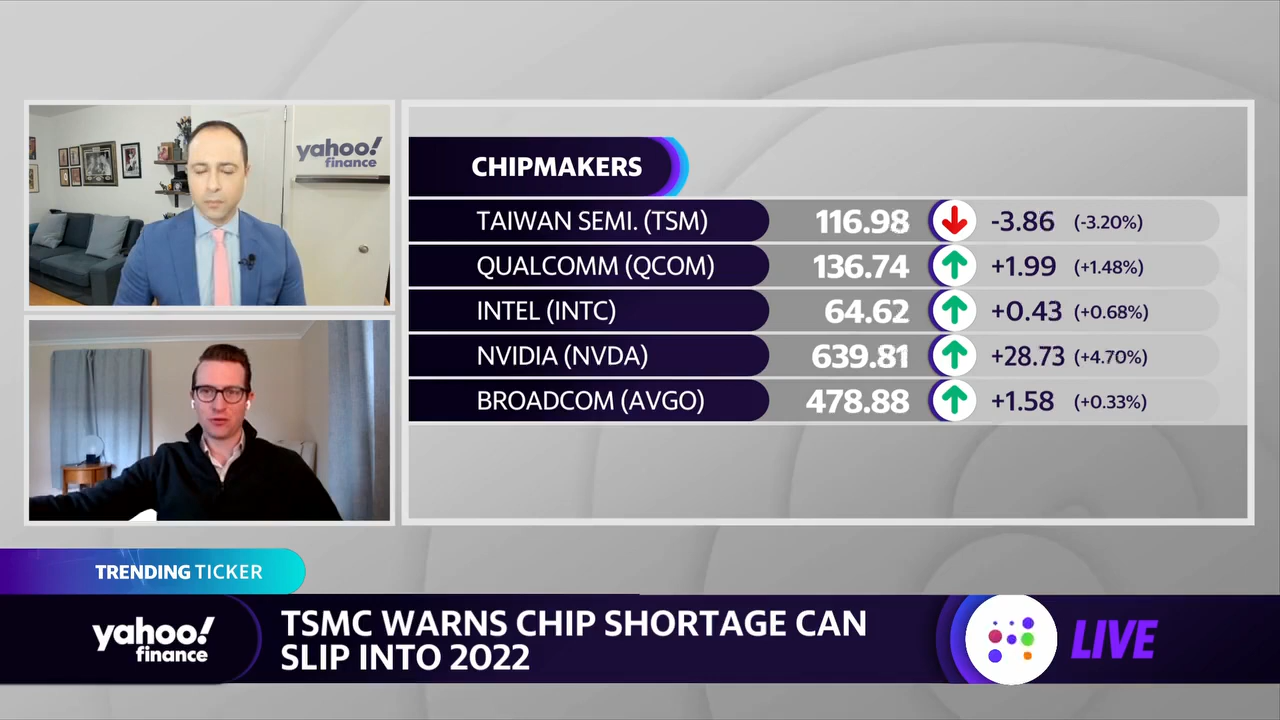 yahoo!
finance
CHIPMAKERS
TAIWAN SEMI. (TSM) 116.98 -3.86 (-3.20%)
QUALCOMM (QCOM) 136.74 +1.99 (+1.48%)
INTEL (INTC) 64.62 +0.43 (+0.68%)
NVIDIA (NVDA) 639.81 +28.73 (+4.70%)
BROADCOM (AVGO) 478.88 +1.58 (+0.33%)
TRENDING TICKER
yahoo!
finance
TSMC WARNS CHIP SHORTAGE CAN
SLIP INTO 2022
LIVE